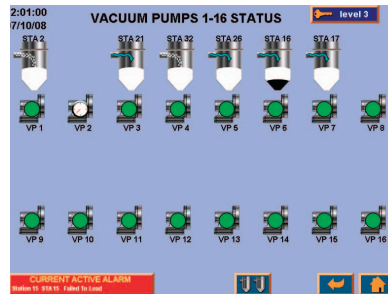 2:01:00
7/10/08
VACUUM PUMPS 1-16 STATUS
level 3
STA 2 STA 21 STA 32 STA 26 STA 16 STA 17
VP 1 VP 2 VP 3 VP 4 VP 5 VP 6 VP 7 VP 8
VP 9 VP 10 VP 11 VP 12 VP 13 VP 14 VP 15 VP 16
CURRENT ACTIVE ALARM
Station 15 STA 15 Failed To Load